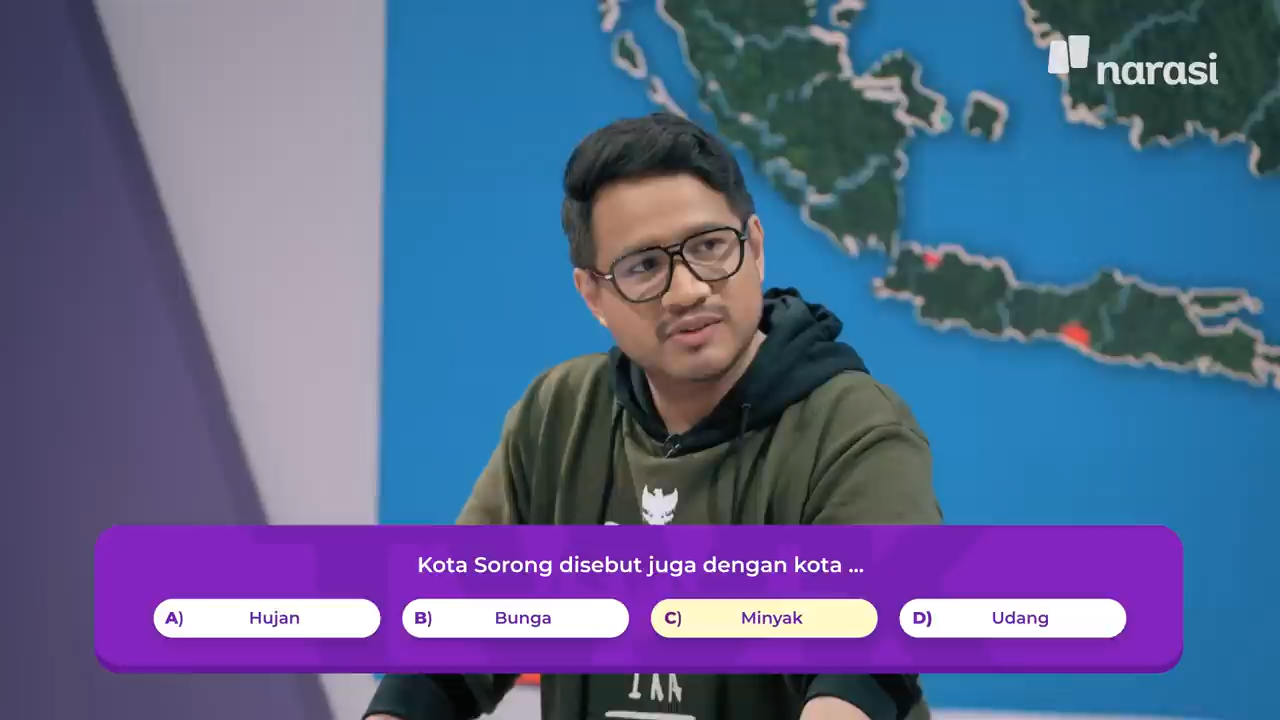 narasi
Kota Sorong disebut juga dengan kota ...
A) Hujan
B) Bunga
C) Minyak
D) Udang